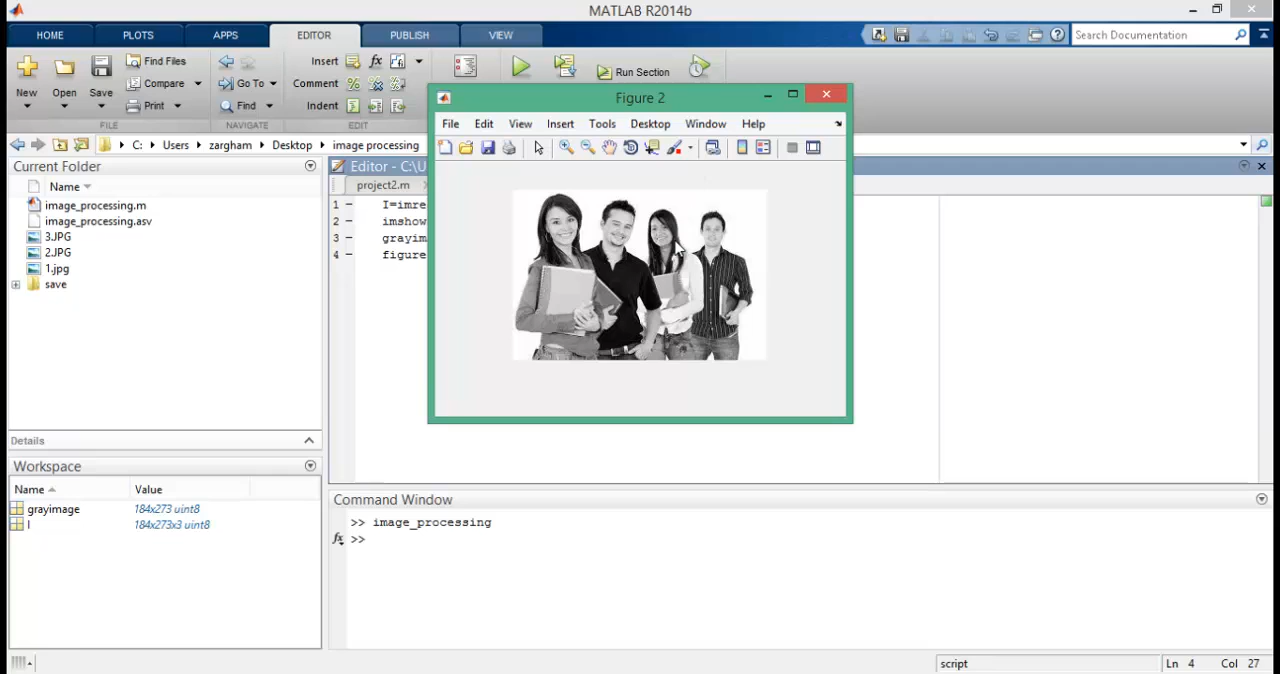 MATLAB R2014b
HOME PLOTS APPS EDITOR PUBLISH VIEW
Search Documentation
New Open Save
Find Files
Compare
Print
FILE
Go To
Find
NAVIGATE
Insert fx
Comment %
Indent
EDIT
Run Section
C: Users zargham Desktop image processing
Current Folder
Name
image_processing.m
image_processing.asv
3.JPG
2.JPG
1.jpg
save
Details
Workspace
Name Value
grayimage 184x273 uint8
I 184x273x3 uint8
Editor - C:\U
project2.m
1 - I=imre
2 - imshow
3 - grayim
4 - figure
Figure 2
File Edit View Insert Tools Desktop Window Help
Command Window
>> image_processing
fx >>
script Ln 4 Col 27